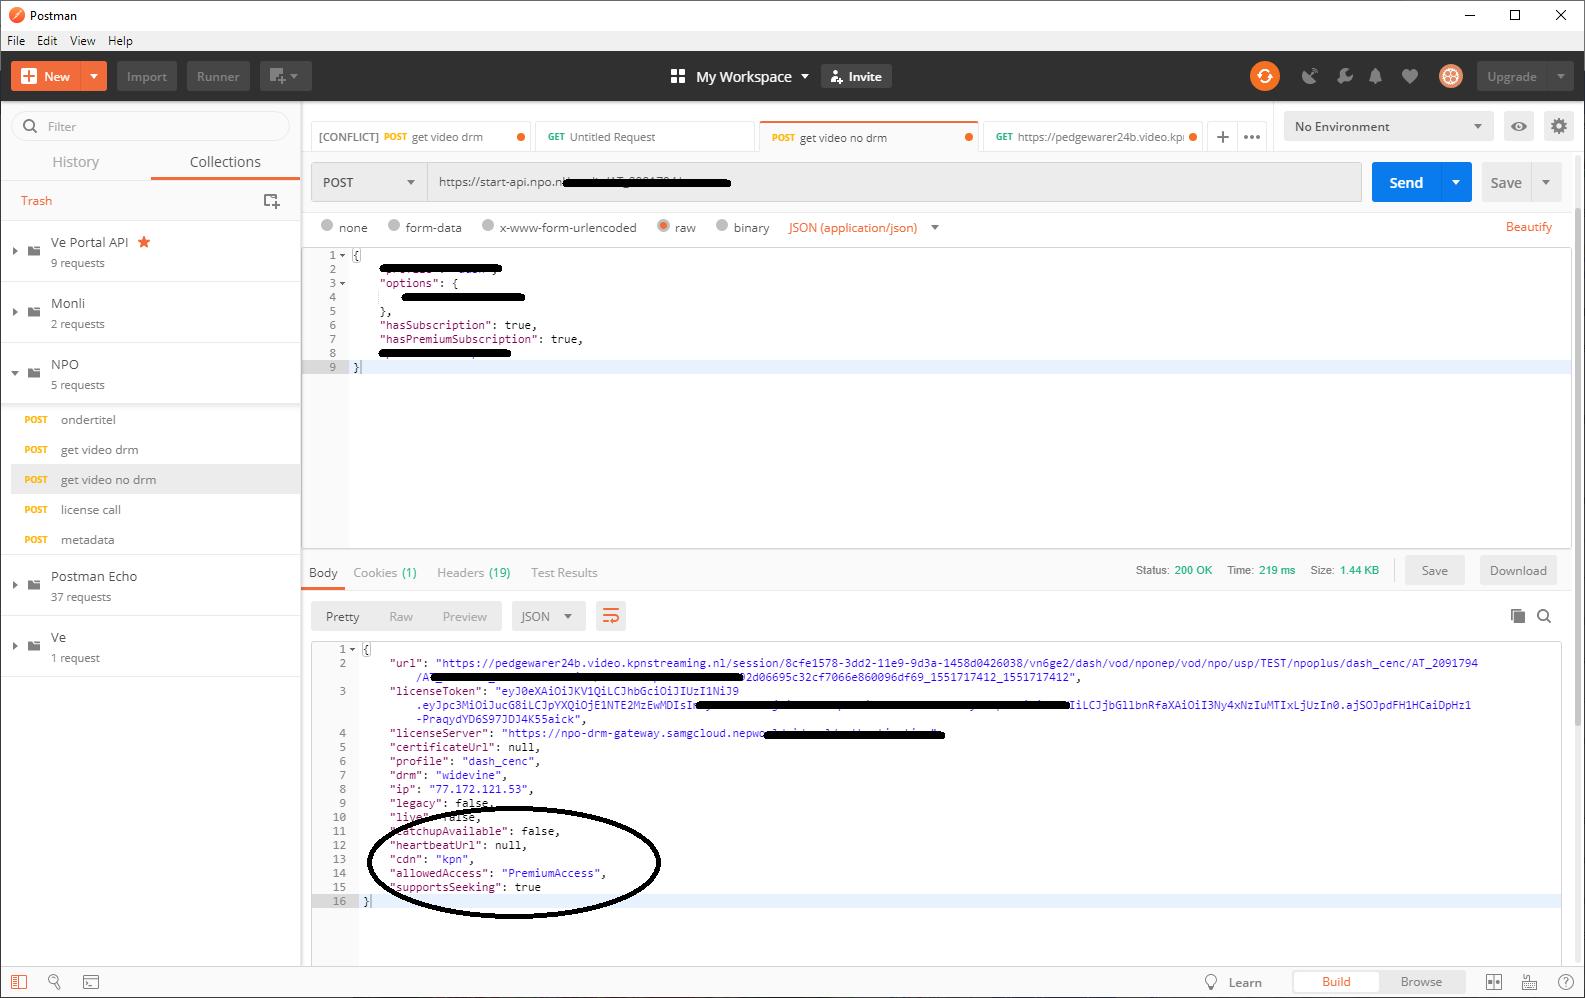 Postman
File Edit View Help
New Import Runner My Workspace Invite Upgrade
Filter
History Collections
Trash
Ve Portal API
9 requests
Monli
2 requests
NPO
5 requests
POST ondertitel
POST get video drm
POST get video no drm
POST license call
POST metadata
Postman Echo
37 requests
Ve
1 request
[CONFLICT] POST get video drm
GET Untitled Request
POST get video no drm
GET https://pedgewarer24b.video.kp
No Environment
POST https://start-api.npo.n
Send Save
none form-data x-www-form-urlencoded raw binary JSON (application/json) Beautify
1 {
2
3 "options": {
4
5 },
6 "hasSubscription": true,
7 "hasPremiumSubscription": true,
8
9 }
Body Cookies (1) Headers (19) Test Results Status: 200 OK Time: 219 ms Size: 1.44 KB Save Download
Pretty Raw Preview JSON
1 {
2 "url": "https://pedgewarer24b.video.kpnstreaming.nl/session/8cfe1578-3dd2-11e9-9d3a-1458d0426038/vn6ge2/dash/vod/nponep/vod/npo/usp/TEST/npoplus/dash_cenc/AT_2091794
/A 2d06695c32cf7066e860096df69_1551717412_1551717412",
3 "licenseToken": "eyJ0eXAiOiJKV1QiLCJhbGciOiJIUzI1NiJ9
.eyJpc3MiOiJucG8iLCJpYXQiOjE1NTE2MzEwMDIsIn IiLCJjbGllbnRfaXAiOiI3Ny4xNzIuMTIxLjUzIn0.ajSOJpdFH1HCaiDpHz1
-PraqydYD6S97JDJ4K55aick",
4 "licenseServer": "https://npo-drm-gateway.samgcloud.nepwo
5 "certificateUrl": null,
6 "profile": "dash_cenc",
7 "drm": "widevine",
8 "ip": "77.172.121.53",
9 "legacy": false,
10 "live": false,
11 "catchupAvailable": false,
12 "heartbeatUrl": null,
13 "cdn": "kpn",
14 "allowedAccess": "PremiumAccess",
15 "supportsSeeking": true
16 }
Learn Build Browse